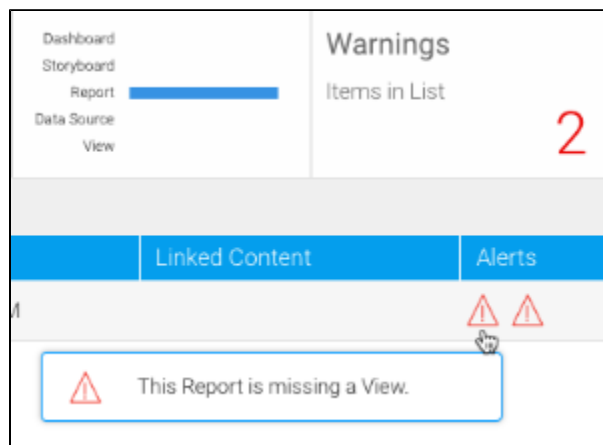 Dashboard
Storyboard
Report
Data Source
View
Warnings
Items in List
2
Linked Content
Alerts
M
This Report is missing a View.